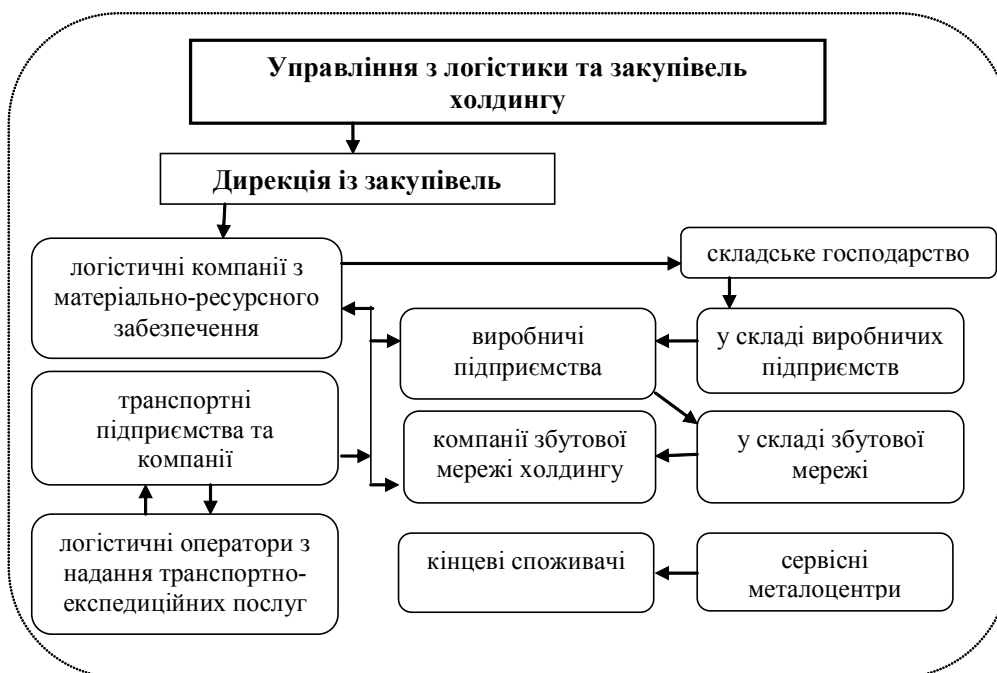 Управління з логістики та закупівель
холдингу
Дирекція із закупівель
логістичні компанії з
матеріально-ресурсного
забезпечення
складське господарство
виробничі
підприємства
у складі виробничих
підприємств
транспортні
підприємства та
компанії
компанії збутової
мережі холдингу
у складі збутової
мережі
логістичні оператори з
надання транспортно-
експедиційних послуг
кінцеві споживачі
сервісні
металоцентри